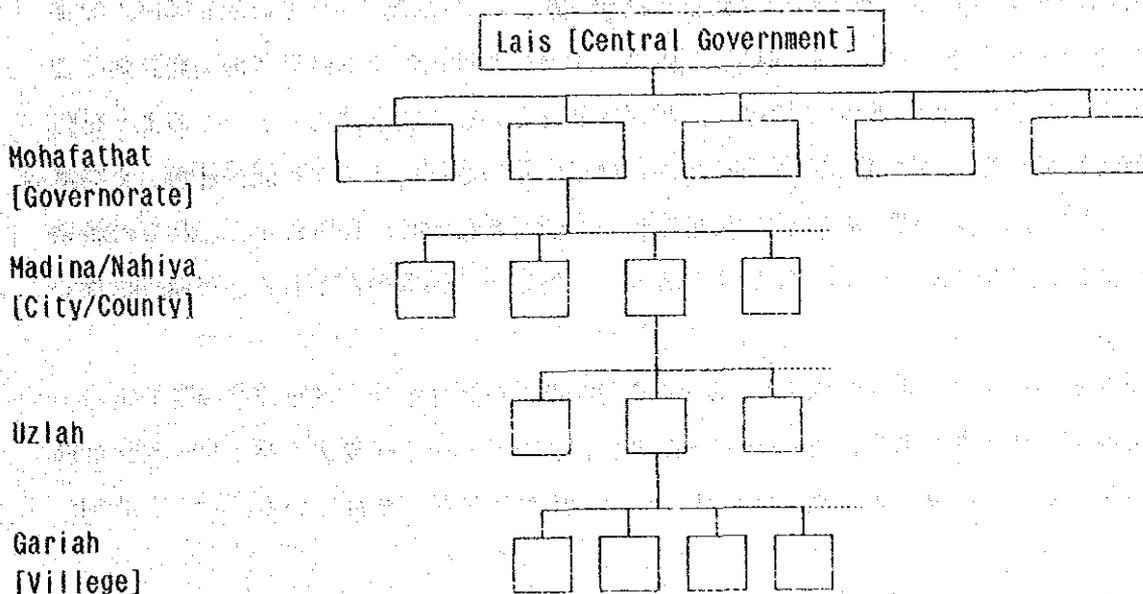 Lais [Central Government]
Mohafathat
[Governorate]
Madina/Nahiya
[City/County]
Uzlah
Gariah
[Villege]